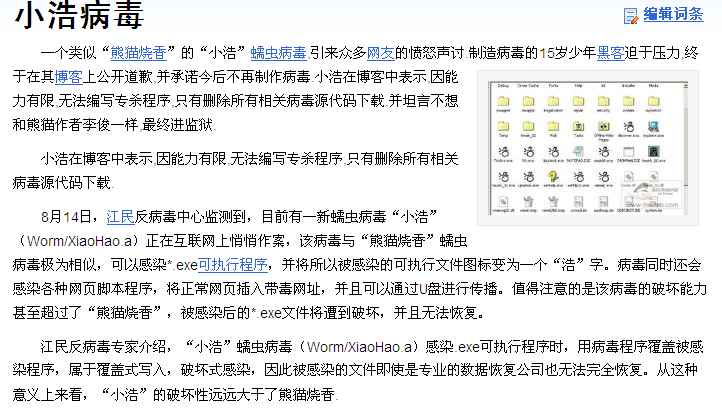 小浩病毒
编辑词条
一个类似“熊猫烧香”的“小浩”蠕虫病毒,引来众多网友的愤怒声讨.制造病毒的15岁少年黑客迫于压力,终
于在其博客上公开道歉,并承诺今后不再制作病毒.小浩在博客中表示,因能
力有限,无法编写专杀程序,只有删除所有相关病毒源代码下载.并坦言不想
和熊猫作者李俊一样,最终进监狱.
小浩在博客中表示,因能力有限,无法编写专杀程序,只有删除所有相关
病毒源代码下载.
8月14日，江民反病毒中心监测到，目前有一新蠕虫病毒“小浩”
（Worm/XiaoHao.a）正在互联网上悄悄作案，该病毒与“熊猫烧香”蠕虫
病毒极为相似，可以感染*.exe可执行程序，并将所以被感染的可执行文件图标变为一个“浩”字。病毒同时还会
感染各种网页脚本程序，将正常网页插入带毒网址，并且可以通过U盘进行传播。值得注意的是该病毒的破坏能力
甚至超过了“熊猫烧香”，被感染后的*.exe文件将遭到破坏，并且无法恢复。
江民反病毒专家介绍，“小浩”蠕虫病毒（Worm/XiaoHao.a）感染.exe可执行程序时，用病毒程序覆盖被感
染程序，属于覆盖式写入，破坏式感染，因此被感染的文件即使是专业的数据恢复公司也无法完全恢复。从这种
意义上来看，“小浩”的破坏性远远大于了熊猫烧香.
Debug Driver Cache Fonts Help Installer Media
security system
Temp Web